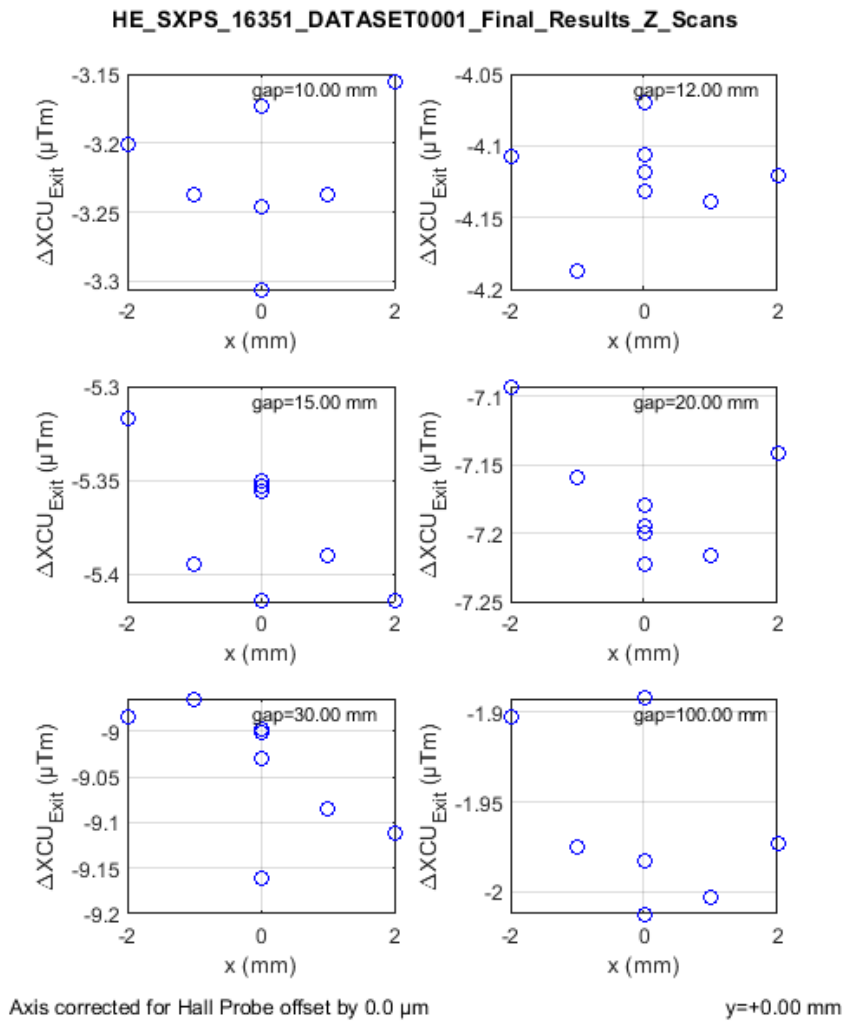 HE_SXPS_16351_DATASET0001_Final_Results_Z_Scans
-3.15
-3.2
-3.25
-3.3
ΔXCU_Exit (μTm)
gap=10.00 mm
-2
0
2
x (mm)
-4.05
-4.1
-4.15
-4.2
ΔXCU_Exit (μTm)
gap=12.00 mm
-2
0
2
x (mm)
-5.3
-5.35
-5.4
ΔXCU_Exit (μTm)
gap=15.00 mm
-2
0
2
x (mm)
-7.1
-7.15
-7.2
-7.25
ΔXCU_Exit (μTm)
gap=20.00 mm
-2
0
2
x (mm)
-9
-9.05
-9.1
-9.15
-9.2
ΔXCU_Exit (μTm)
gap=30.00 mm
-2
0
2
x (mm)
-1.9
-1.95
-2
ΔXCU_Exit (μTm)
gap=100.00 mm
-2
0
2
x (mm)
Axis corrected for Hall Probe offset by 0.0 μm
y=+0.00 mm